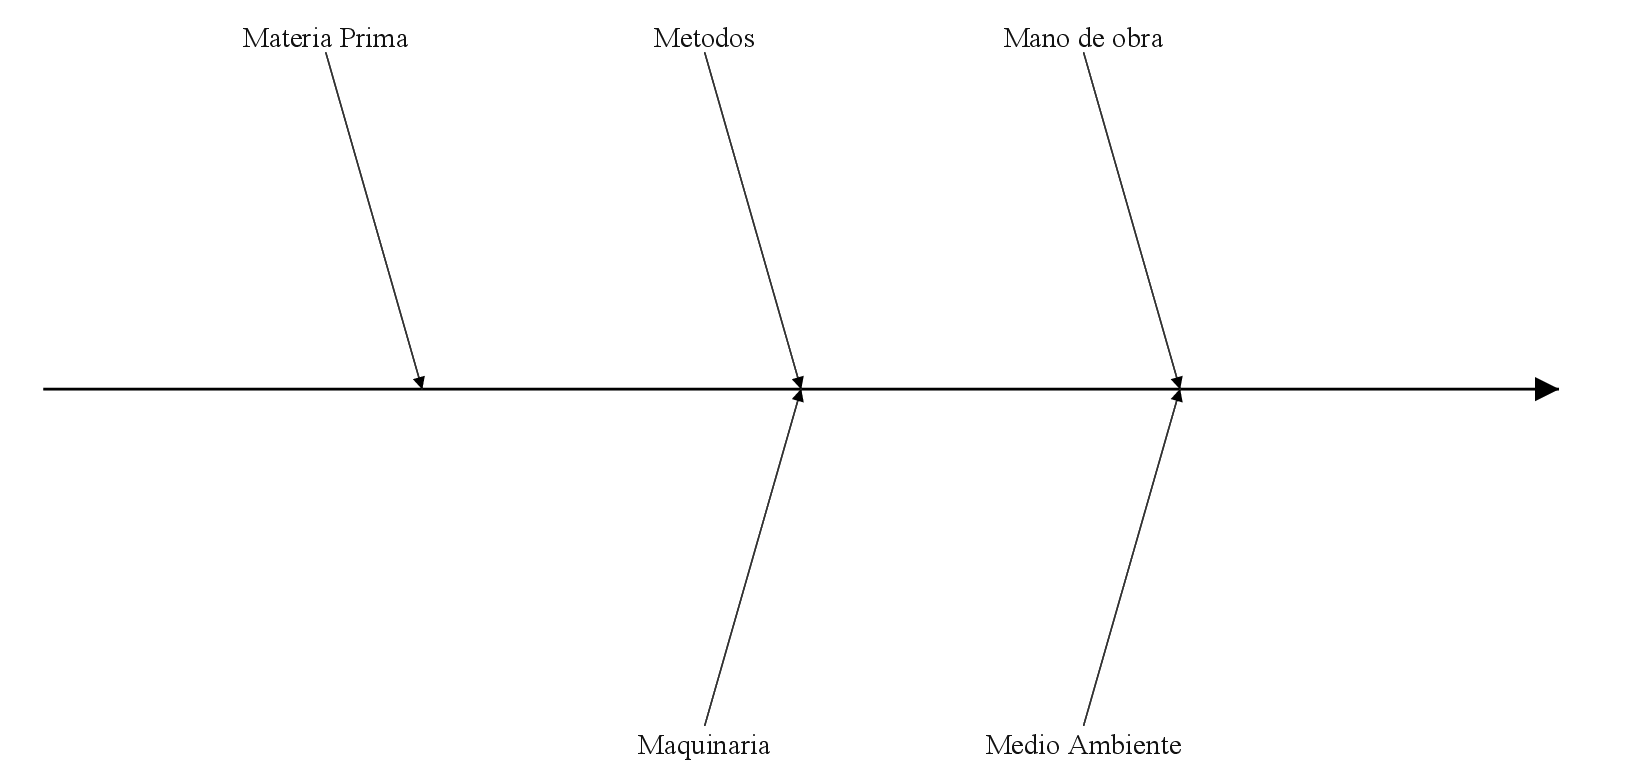 Materia Prima
Metodos
Mano de obra
Maquinaria
Medio Ambiente